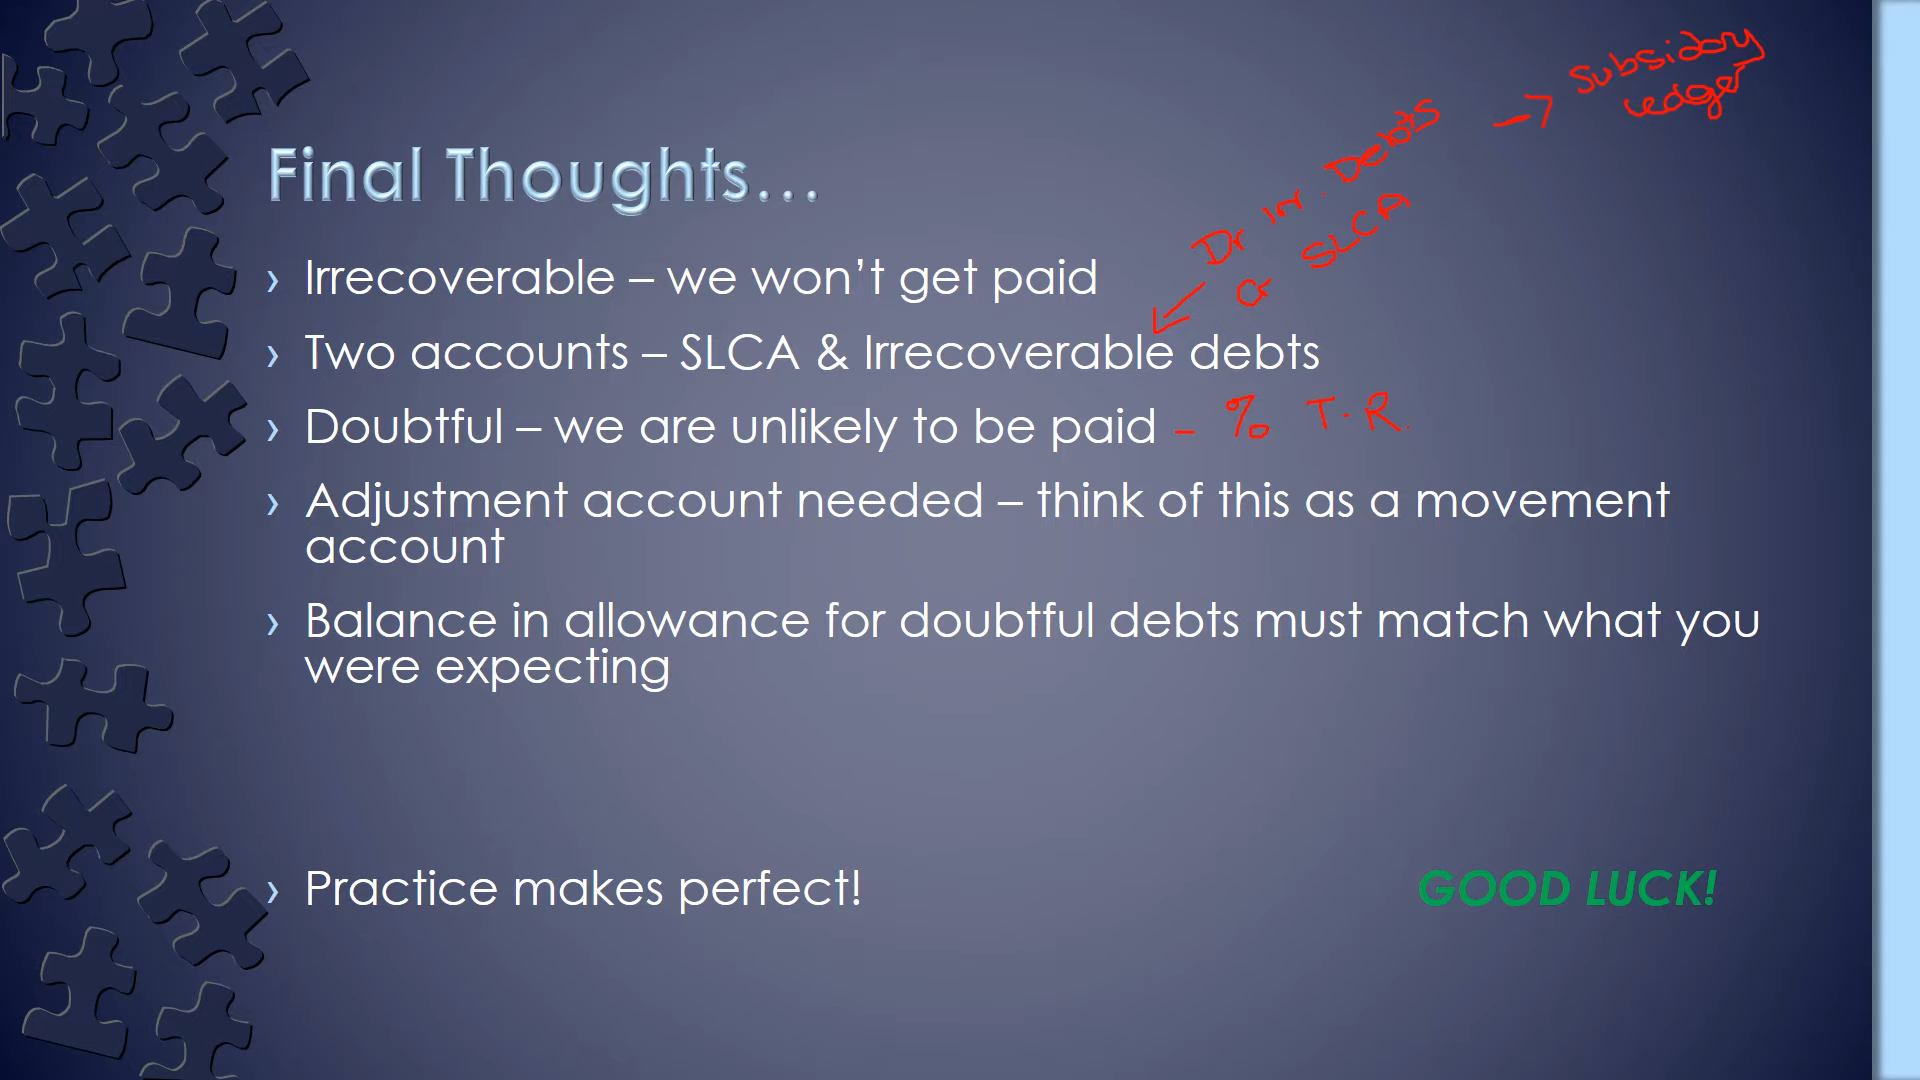 Subsidary
ledger
→
Dr Irr. Debts
Cr SLCA
Final Thoughts…
› Irrecoverable – we won’t get paid
› Two accounts – SLCA & Irrecoverable debts
› Doubtful – we are unlikely to be paid - % T.R.
› Adjustment account needed – think of this as a movement
account
› Balance in allowance for doubtful debts must match what you
were expecting
› Practice makes perfect!
GOOD LUCK!